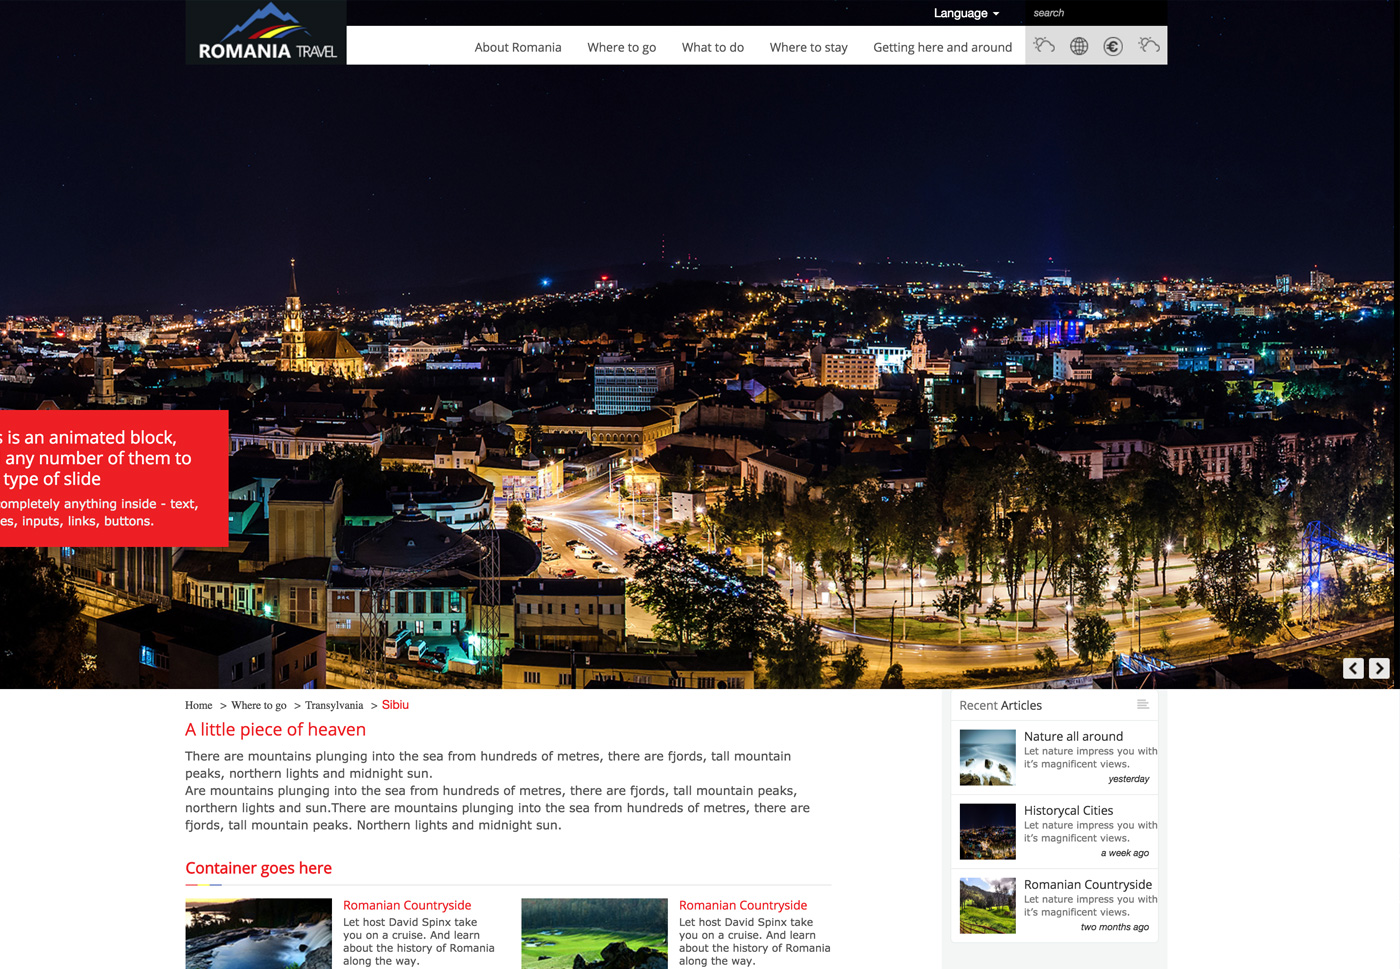 ROMANIA TRAVEL
Language
search
About Romania
Where to go
What to do
Where to stay
Getting here and around
s is an animated block,
any number of them to
type of slide
ompletely anything inside - text,
es, inputs, links, buttons.
Home > Where to go > Transylvania > Sibiu
A little piece of heaven
There are mountains plunging into the sea from hundreds of metres, there are fjords, tall mountain
peaks, northern lights and midnight sun.
Are mountains plunging into the sea from hundreds of metres, there are fjords, tall mountain peaks,
northern lights and sun.There are mountains plunging into the sea from hundreds of metres, there are
fjords, tall mountain peaks. Northern lights and midnight sun.
Container goes here
Romanian Countryside
Let host David Spinx take
you on a cruise. And learn
about the history of Romania
along the way.
Romanian Countryside
Let host David Spinx take
you on a cruise. And learn
about the history of Romania
along the way.
Recent Articles
Nature all around
Let nature impress you with
it's magnificent views.
yesterday
Historycal Cities
Let nature impress you with
it's magnificent views.
a week ago
Romanian Countryside
Let nature impress you with
it's magnificent views.
two months ago